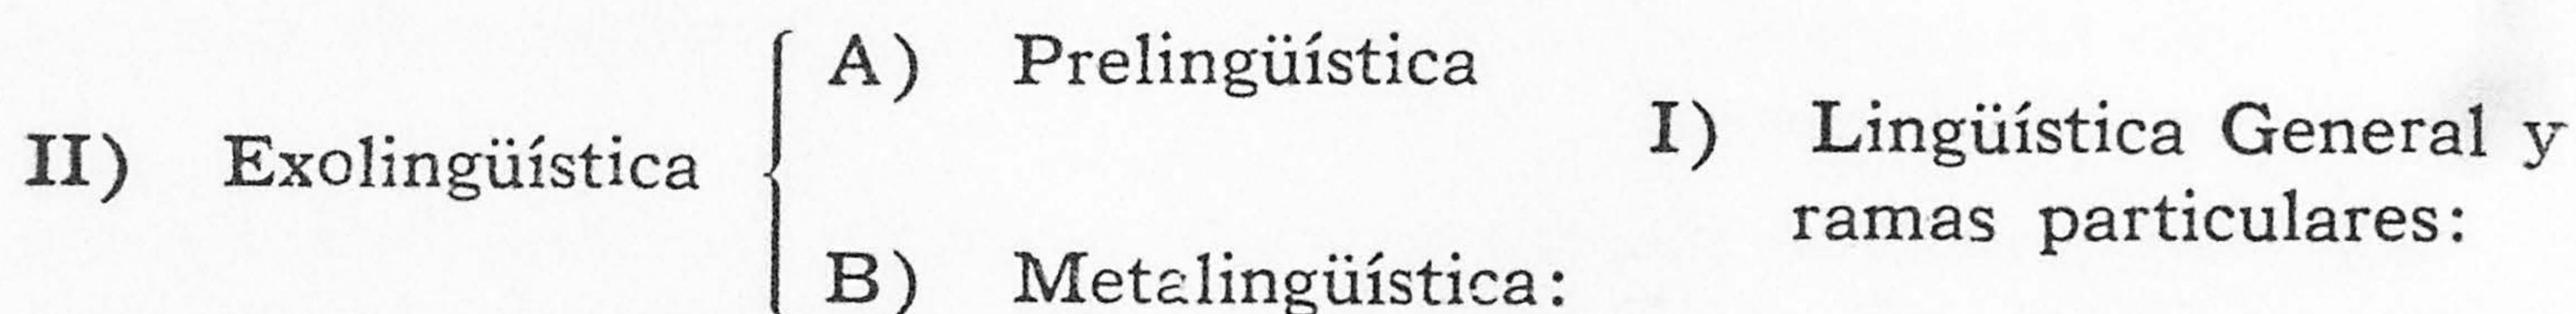 II) Exolingüística
A) Prelingüística
B) Metalingüística:
I) Lingüística General y
ramas particulares: